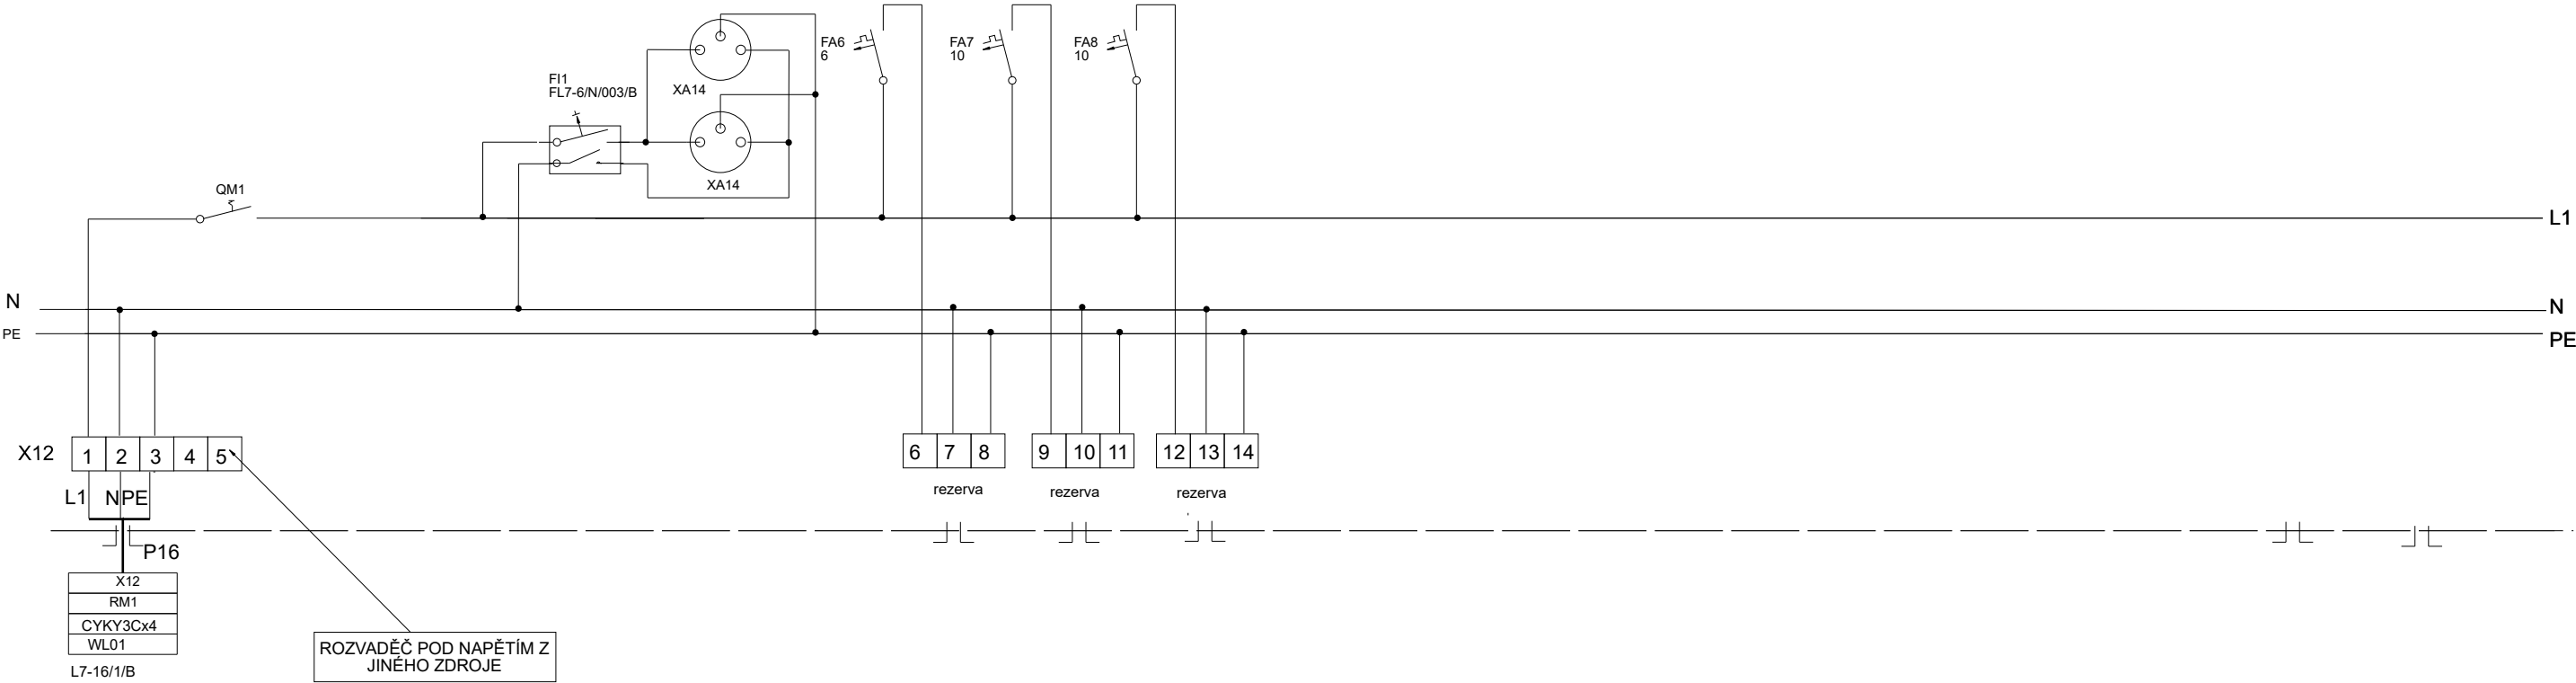 FA6
6
FA7
10
FA8
10
FI1
FL7-6/N/003/B
XA14
XA14
QM1
L1
N
N
PE
PE
X12
1
2
3
4
5
6
7
8
9
10
11
12
13
14
L1
N
PE
rezerva
rezerva
rezerva
P16
X12
RM1
CYKY3Cx4
WL01
L7-16/1/B
ROZVADĚČ POD NAPĚTÍM Z
JINÉHO ZDROJE